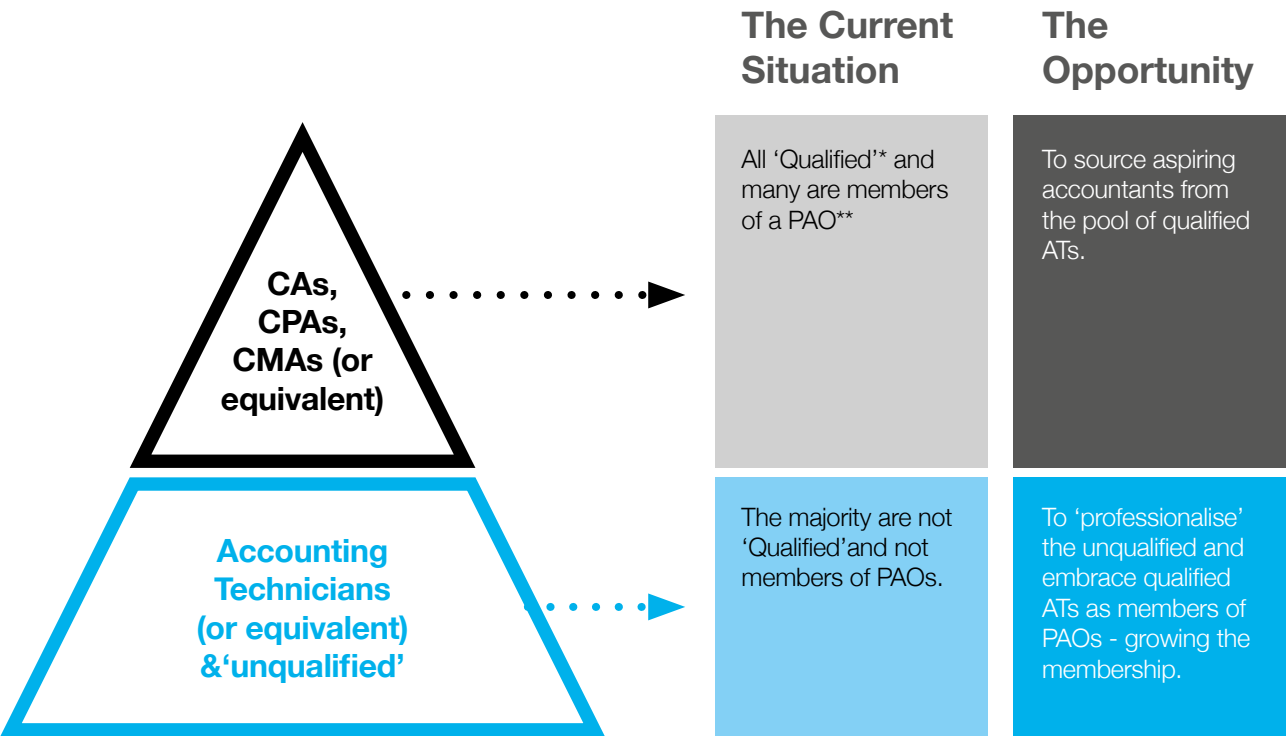 The Current
Situation
The
Opportunity
CAs,
CPAs,
CMAs (or
equivalent)
All ‘Qualified’* and
many are members
of a PAO**
To source aspiring
accountants from
the pool of qualified
ATs.
Accounting
Technicians
(or equivalent)
&‘unqualified’
The majority are not
‘Qualified’and not
members of PAOs.
To ‘professionalise’
the unqualified and
embrace qualified
ATs as members of
PAOs - growing the
membership.